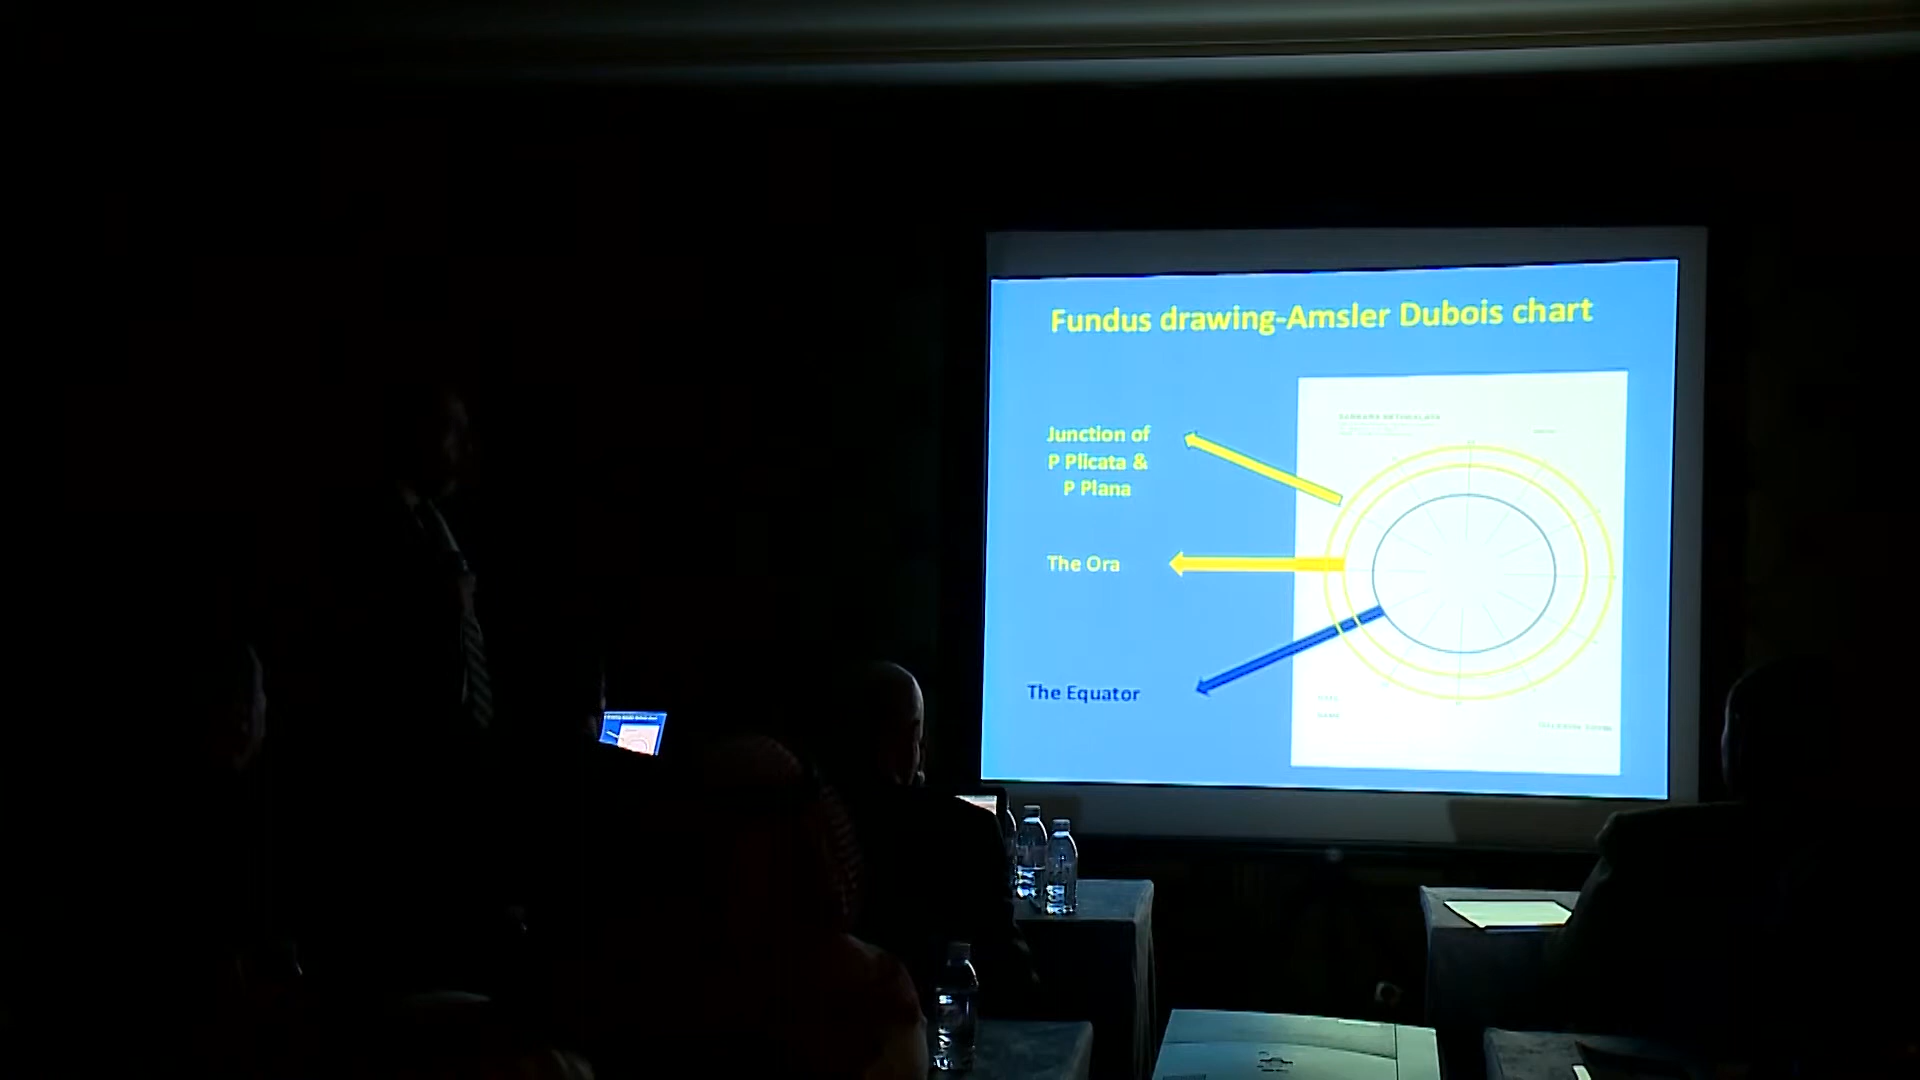 Fundus drawing-Amsler Dubois chart
Junction of
P Plicata &
P Plana
The Ora
The Equator